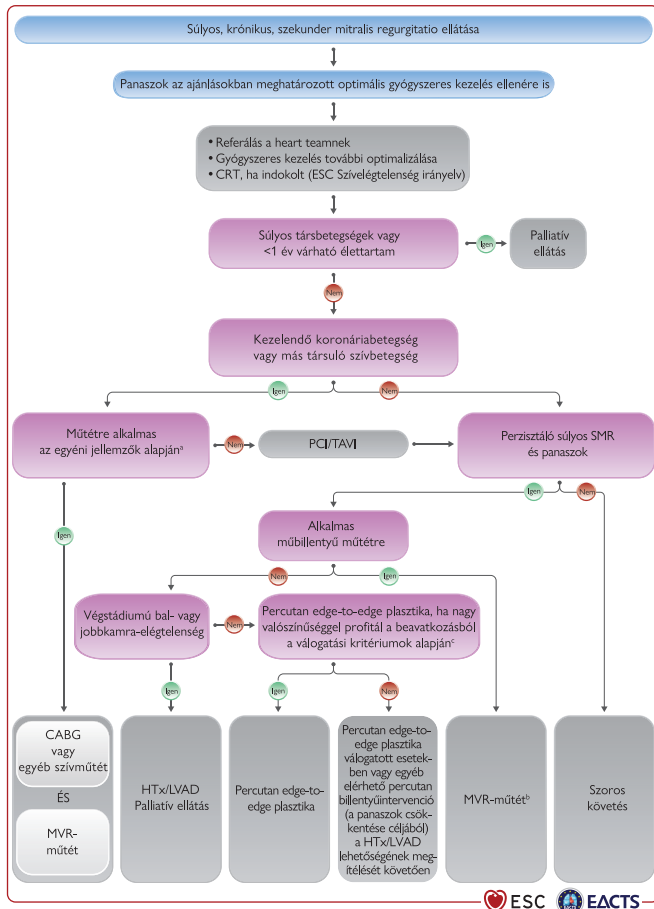 Súlyos, krónikus, szekunder mitralis regurgitatio ellátása
Panaszok az ajánlásokban meghatározott optimális gyógyszeres kezelés ellenére is
• Referálás a heart teamnek
• Gyógyszeres kezelés további optimalizálása
• CRT, ha indokolt (ESC Szívelégtelenség irányelv)
Súlyos társbetegségek vagy
<1 év várható élettartam
Igen
Palliatív
ellátás
Nem
Kezelendő koronáriabetegség
vagy más társuló szívbetegség
Igen
Nem
Műtétre alkalmas
az egyéni jellemzők alapjánᵃ
Nem
PCI/TAVI
Perzisztáló súlyos SMR
és panaszok
Igen
Nem
Igen
Alkalmas
műbillentyű műtétre
Nem
Igen
Végstádiumú bal- vagy
jobbkamra-elégtelenség
Nem
Percutan edge-to-edge plasztika, ha nagy
valószínűséggel profitál a beavatkozásból
a válogatási kritériumok alapjánᶜ
Igen
Igen
Nem
CABG
vagy
egyéb szívműtét
ÉS
MVR-
műtét
HTx/LVAD
Palliatív ellátás
Percutan edge-to-
edge plasztika
Percutan edge-to-
edge plasztika
válogatott esetek-
ben vagy egyéb
elérhető percutan
billentyűintervenció
(a panaszok csök-
kentése céljából)
a HTx/LVAD
lehetőségének meg-
ítélését követően
MVR-műtétᵇ
Szoros
követés
ESC
EACTS